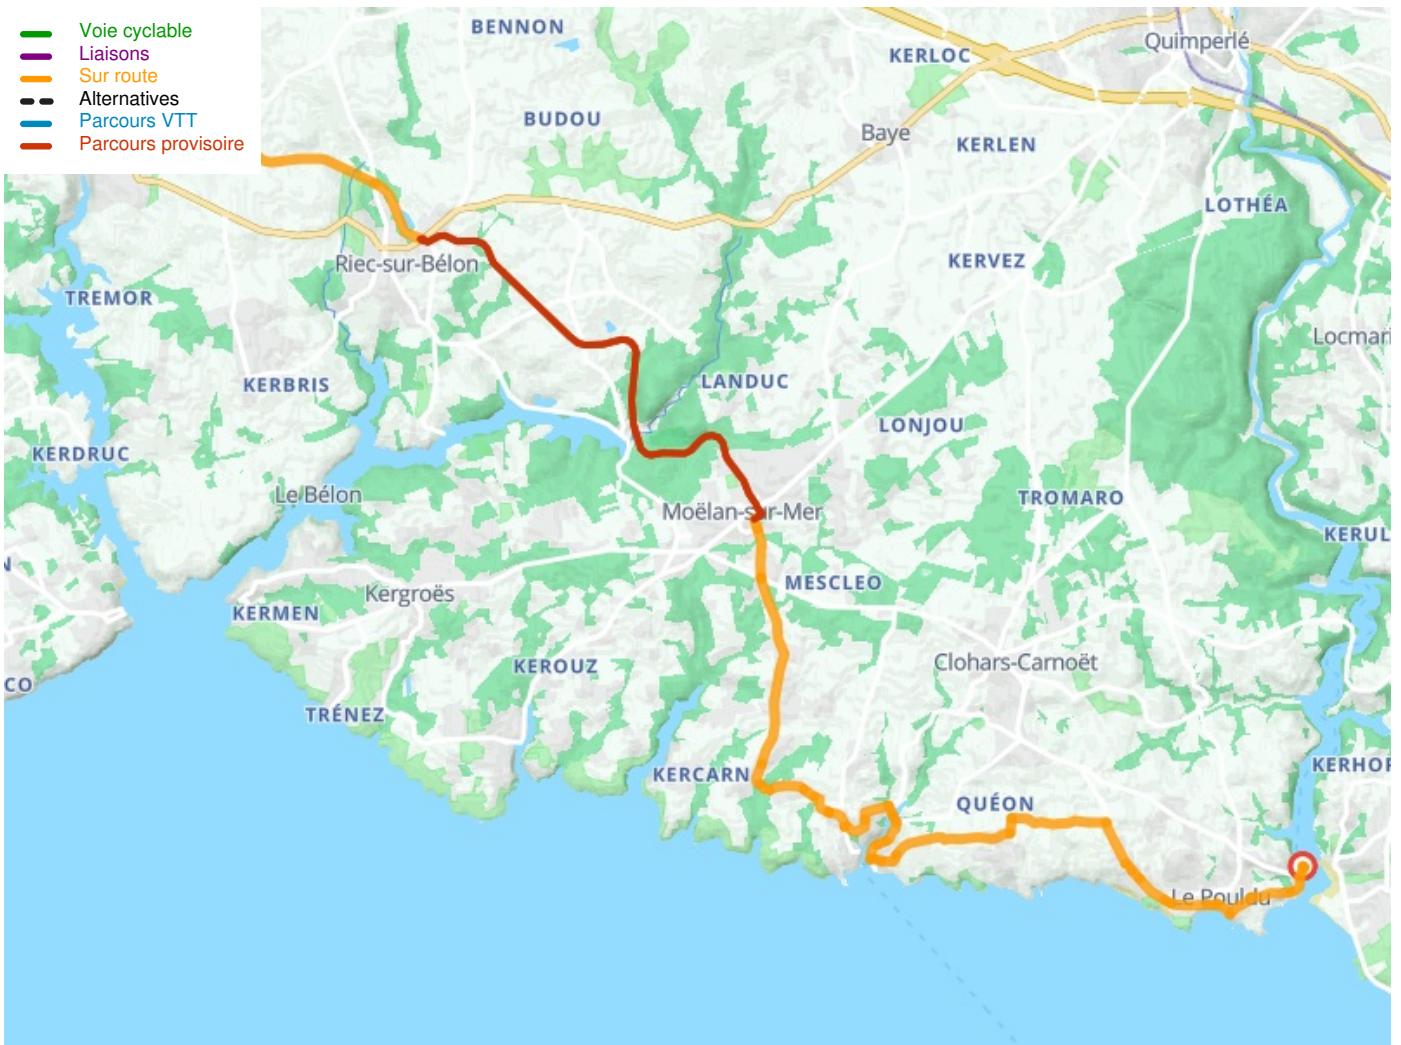 Voie cyclable
Liaisons
Sur route
Alternatives
Parcours VTT
Parcours provisoire
BENNON
Quimperlé
KERLOC
BUDOU
Baye
KERLEN
LOTHÉA
KERVEZ
Riec-sur-Bélon
TREMOR
Locmari
LANDUC
KERBRIS
LONJOU
KERDRUC
Le Bélon
TROMARO
Moëlan-sur-Mer
KERUL
N
MESCLEO
Kergroës
KERMEN
Clohars-Carnoët
KEROUZ
CO
TRÉNEZ
KERHOR
KERCARN
QUÉON
Le Pouldu